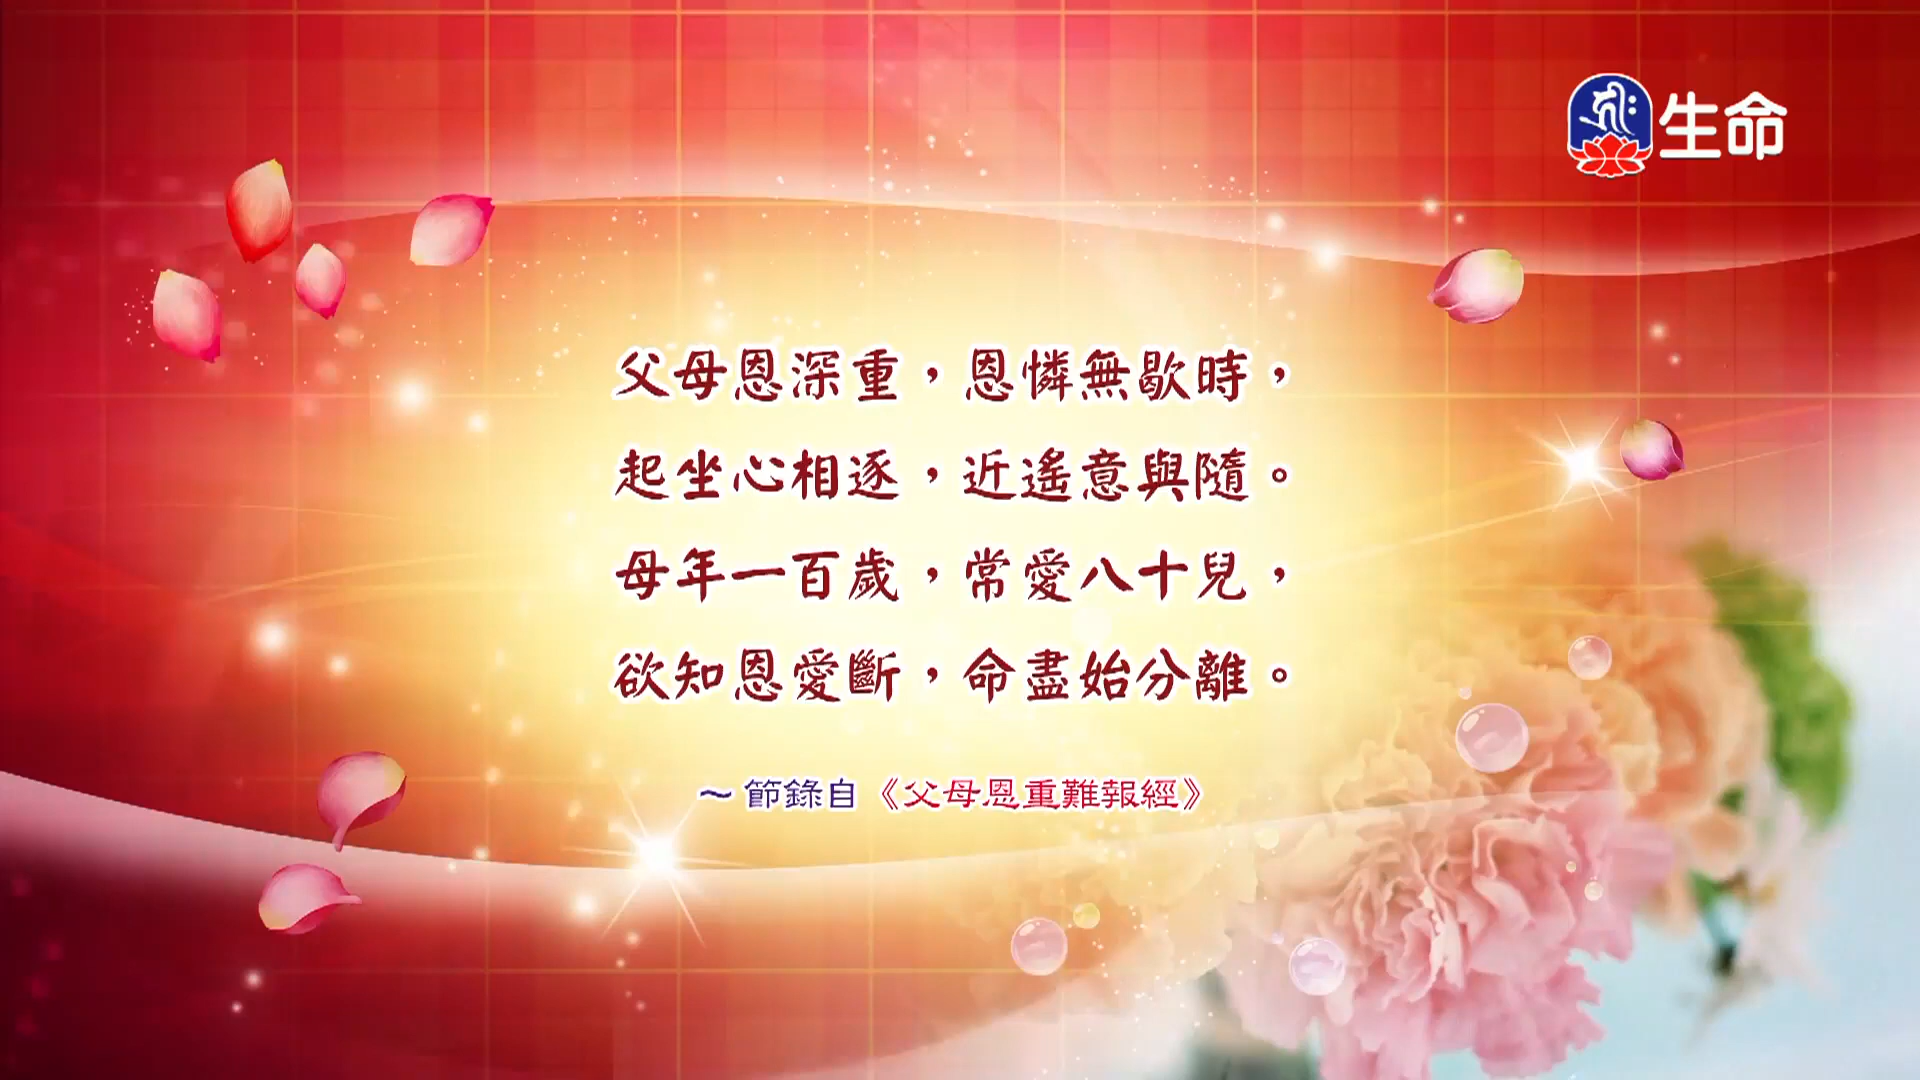 生命
父母恩深重，恩憐無歇時，
起坐心相逐，近遙意與隨。
母年一百歲，常愛八十兒，
欲知恩愛斷，命盡始分離。
～節錄自《父母恩重難報經》